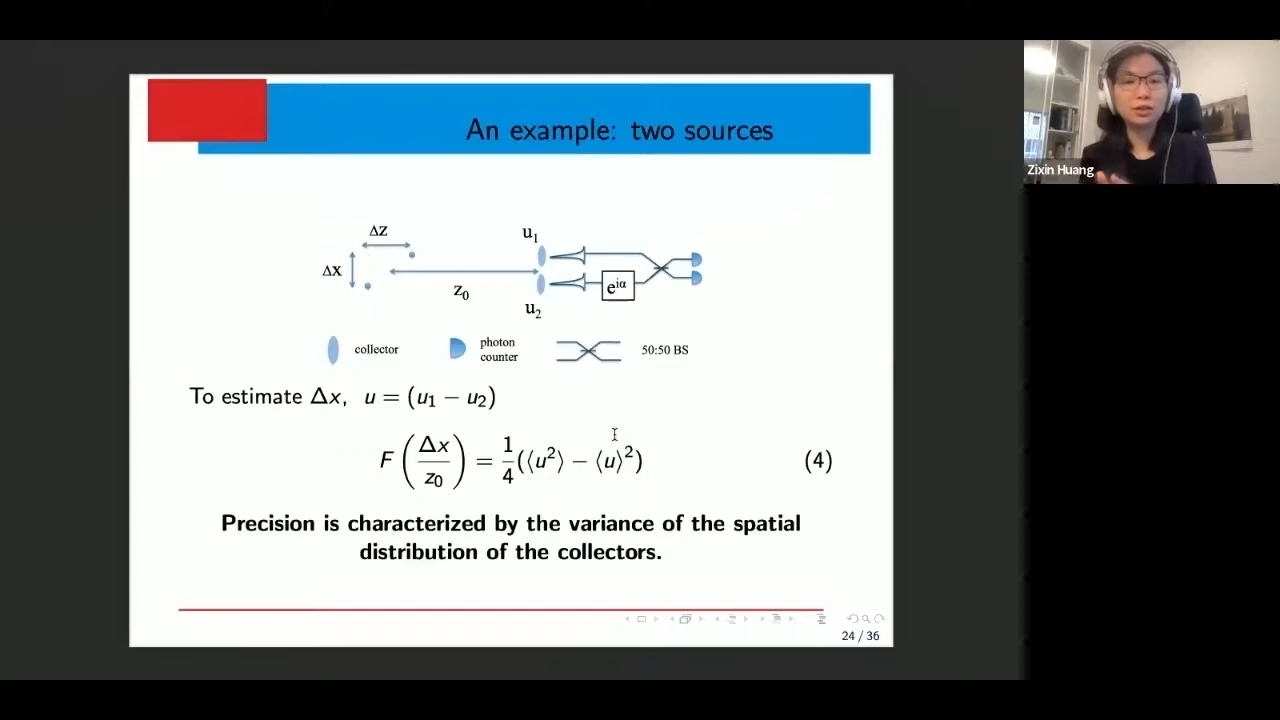 An example: two sources
Zixin Huang
Δz
u1
Δx
z0
e^iα
u2
collector
photon
counter
50:50 BS
To estimate Δx, u = (u1 − u2)
F(Δx/z0) = 1/4(⟨u²⟩ − ⟨u⟩²) (4)
Precision is characterized by the variance of the spatial
distribution of the collectors.
24 / 36